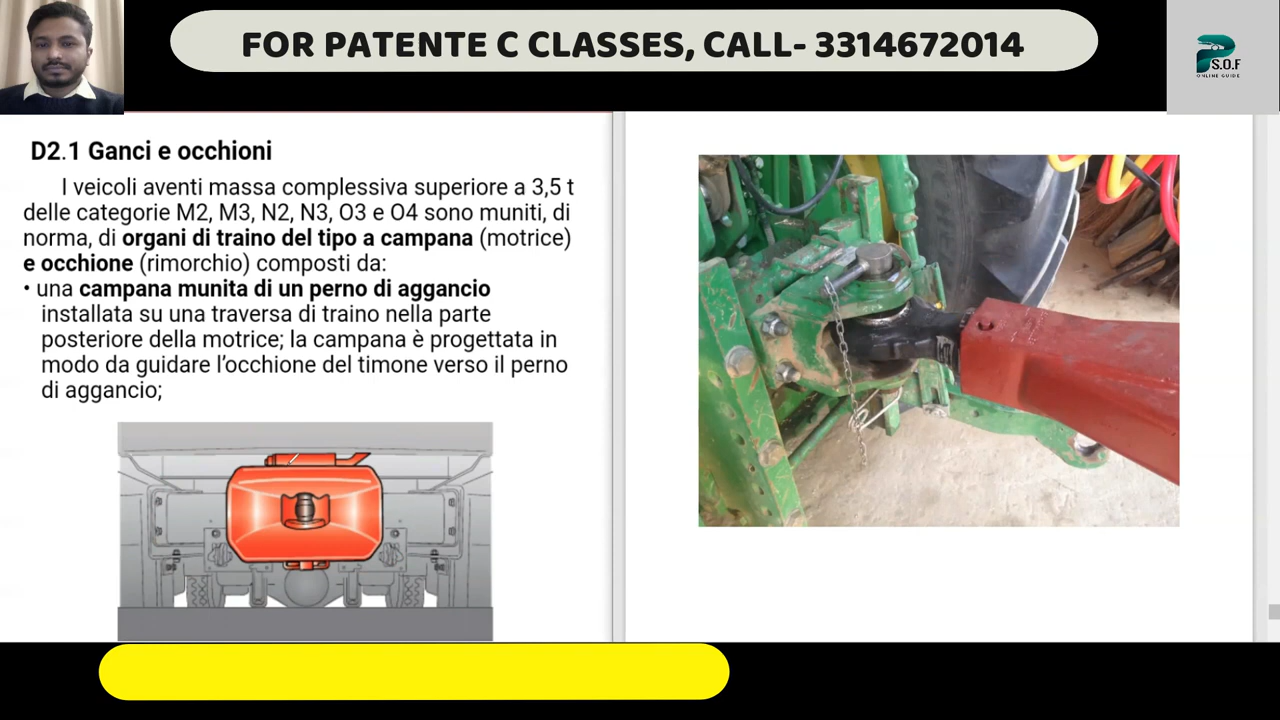 FOR PATENTE C CLASSES, CALL- 3314672014
S.O.F
ONLINE GUIDE
D2.1 Ganci e occhioni
I veicoli aventi massa complessiva superiore a 3,5 t
delle categorie M2, M3, N2, N3, O3 e O4 sono muniti, di
norma, di organi di traino del tipo a campana (motrice)
e occhione (rimorchio) composti da:
• una campana munita di un perno di aggancio
installata su una traversa di traino nella parte
posteriore della motrice; la campana è progettata in
modo da guidare l'occhione del timone verso il perno
di aggancio;